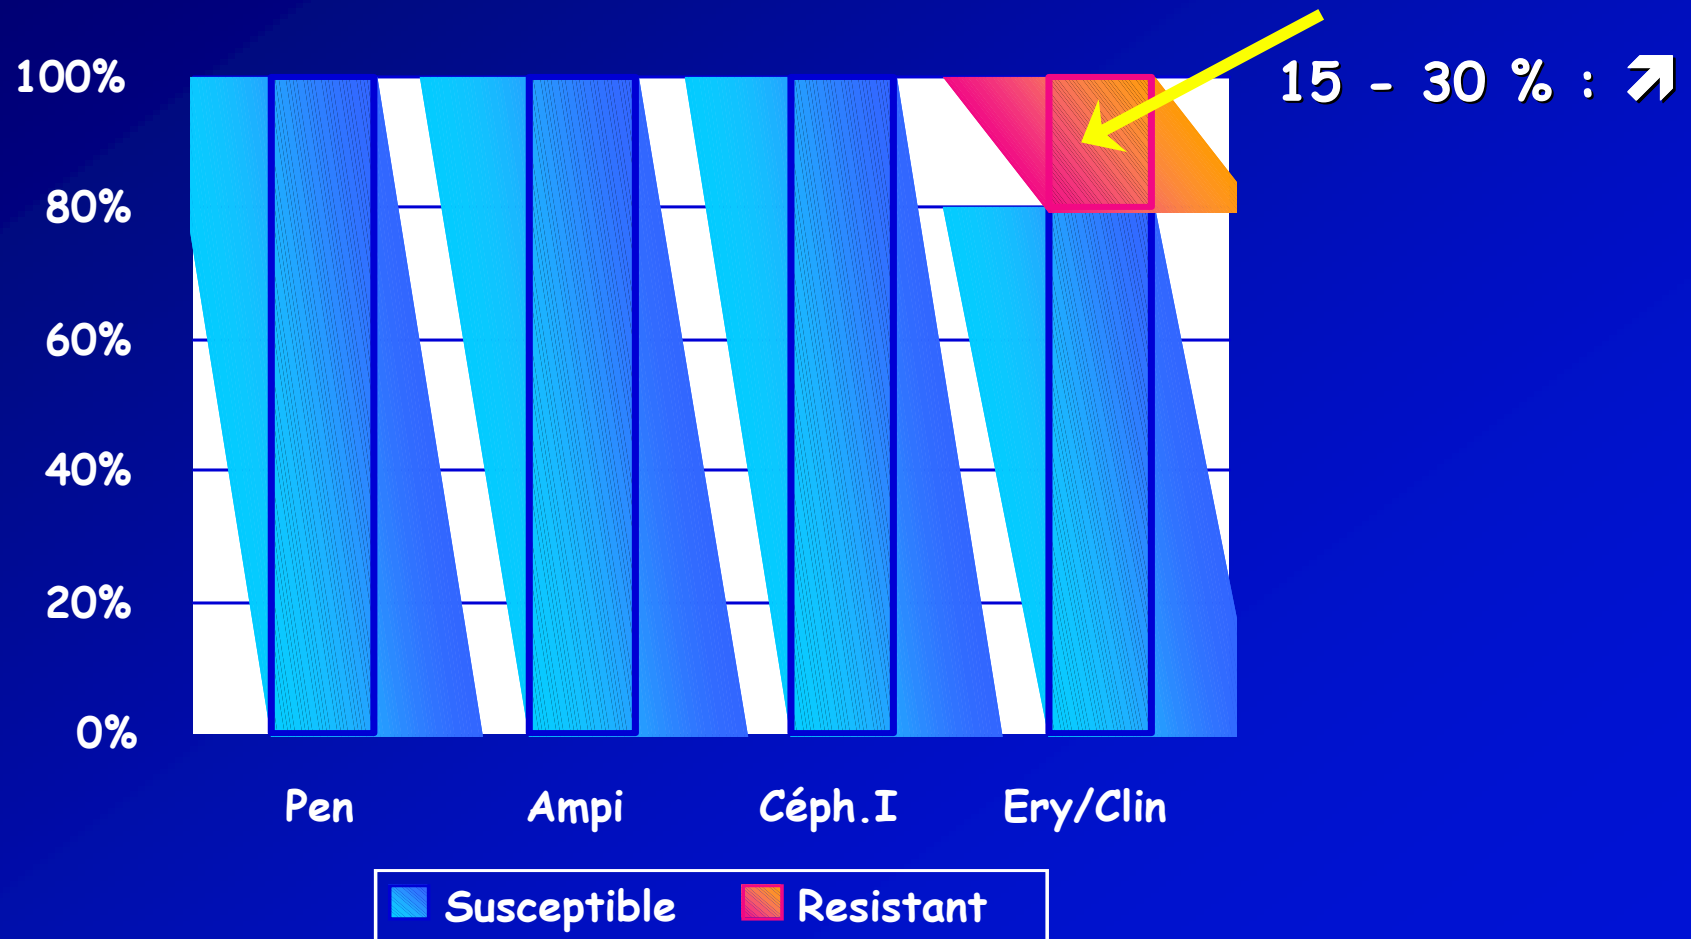 15 - 30 % : ↗
100%
80%
60%
40%
20%
0%
Pen Ampi Céph.I Ery/Clin
Susceptible Resistant